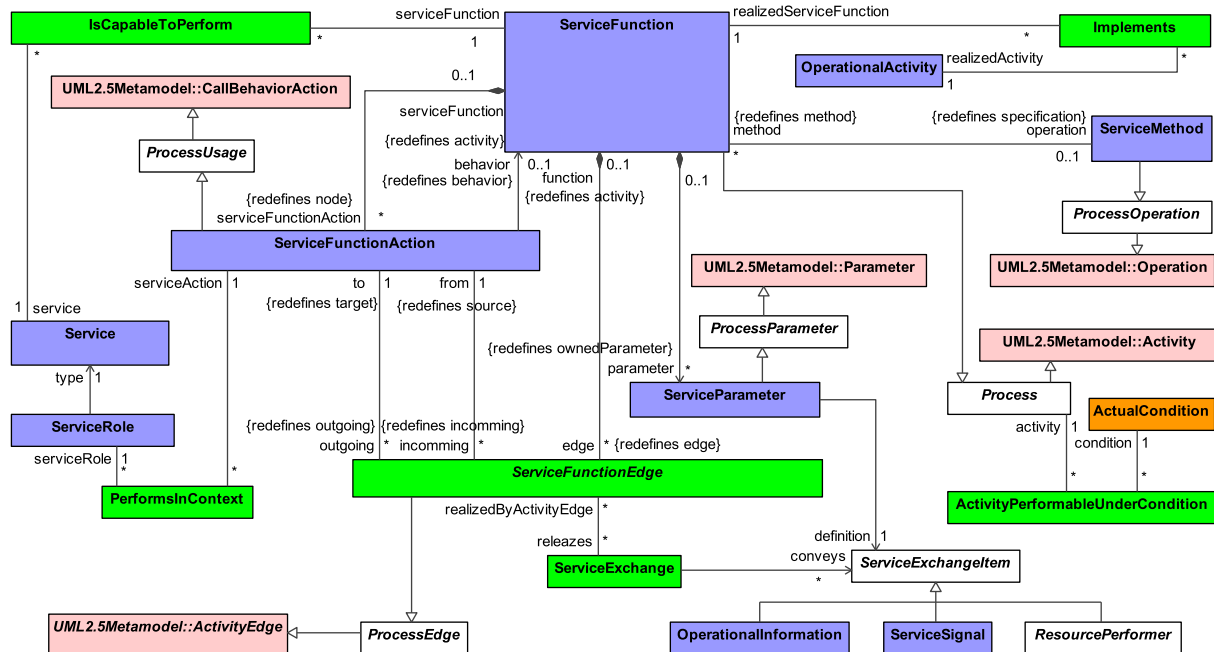 serviceFunction
ServiceFunction
realizedServiceFunction
IsCapableToPerform
Implements
*
1
1
*
*
realizedActivity
*
OperationalActivity
1
0..1
UML2.5Metamodel::CallBehaviorAction
serviceFunction
{redefines method}
method
{redefines specification}
operation
ServiceMethod
{redefines activity}
ProcessUsage
*
0..1
behavior
0..1
0..1
{redefines behavior}
function
0..1
{redefines activity}
{redefines node}
serviceFunctionAction
*
ProcessOperation
ServiceFunctionAction
UML2.5Metamodel::Parameter
UML2.5Metamodel::Operation
serviceAction
1
to
1
from
1
{redefines target}
{redefines source}
1
service
Service
ProcessParameter
UML2.5Metamodel::Activity
{redefines ownedParameter}
parameter
*
type
1
ServiceParameter
Process
ActualCondition
ServiceRole
{redefines outgoing}
{redefines incomming}
activity
1
condition
1
outgoing
*
incomming
*
edge
*
{redefines edge}
serviceRole
1
*
*
ServiceFunctionEdge
*
*
PerformsInContext
ActivityPerformableUnderCondition
realizedByActivityEdge
*
releazes
*
definition
1
conveys
ServiceExchange
ServiceExchangeItem
*
UML2.5Metamodel::ActivityEdge
ProcessEdge
OperationalInformation
ServiceSignal
ResourcePerformer